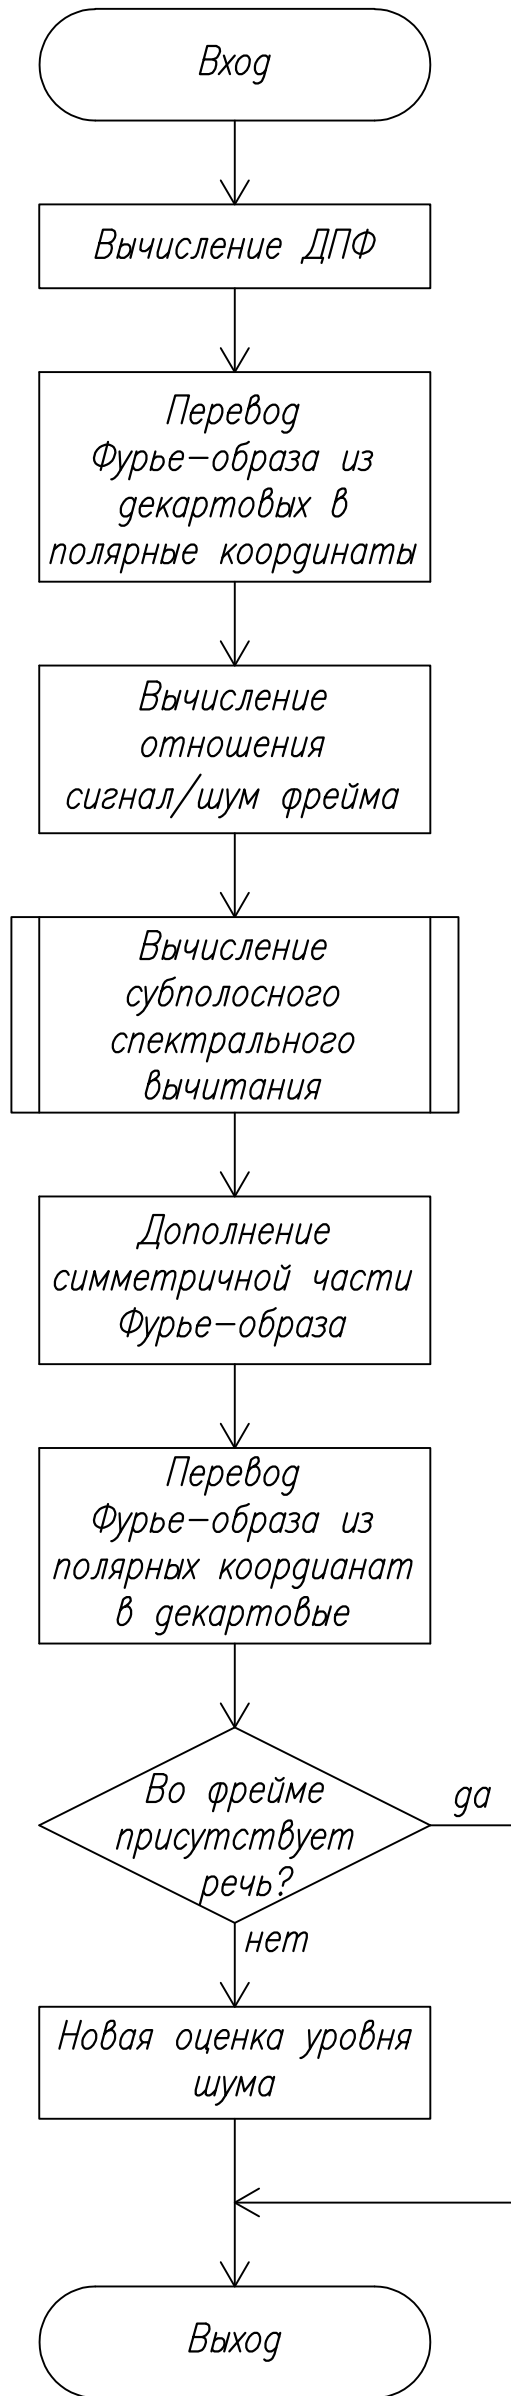 Вход
Вычисление ДПФ
Перевод
Фурье-образа из
декартовых в
полярные координаты
Вычисление
отношения
сигнал/шум фрейма
Вычисление
субполосного
спектрального
вычитания
Дополнение
симметричной части
Фурье-образа
Перевод
Фурье-образа из
полярных координанат
в декартовые
Во фрейме
присутствует
речь?
да
нет
Новая оценка уровня
шума
Выход